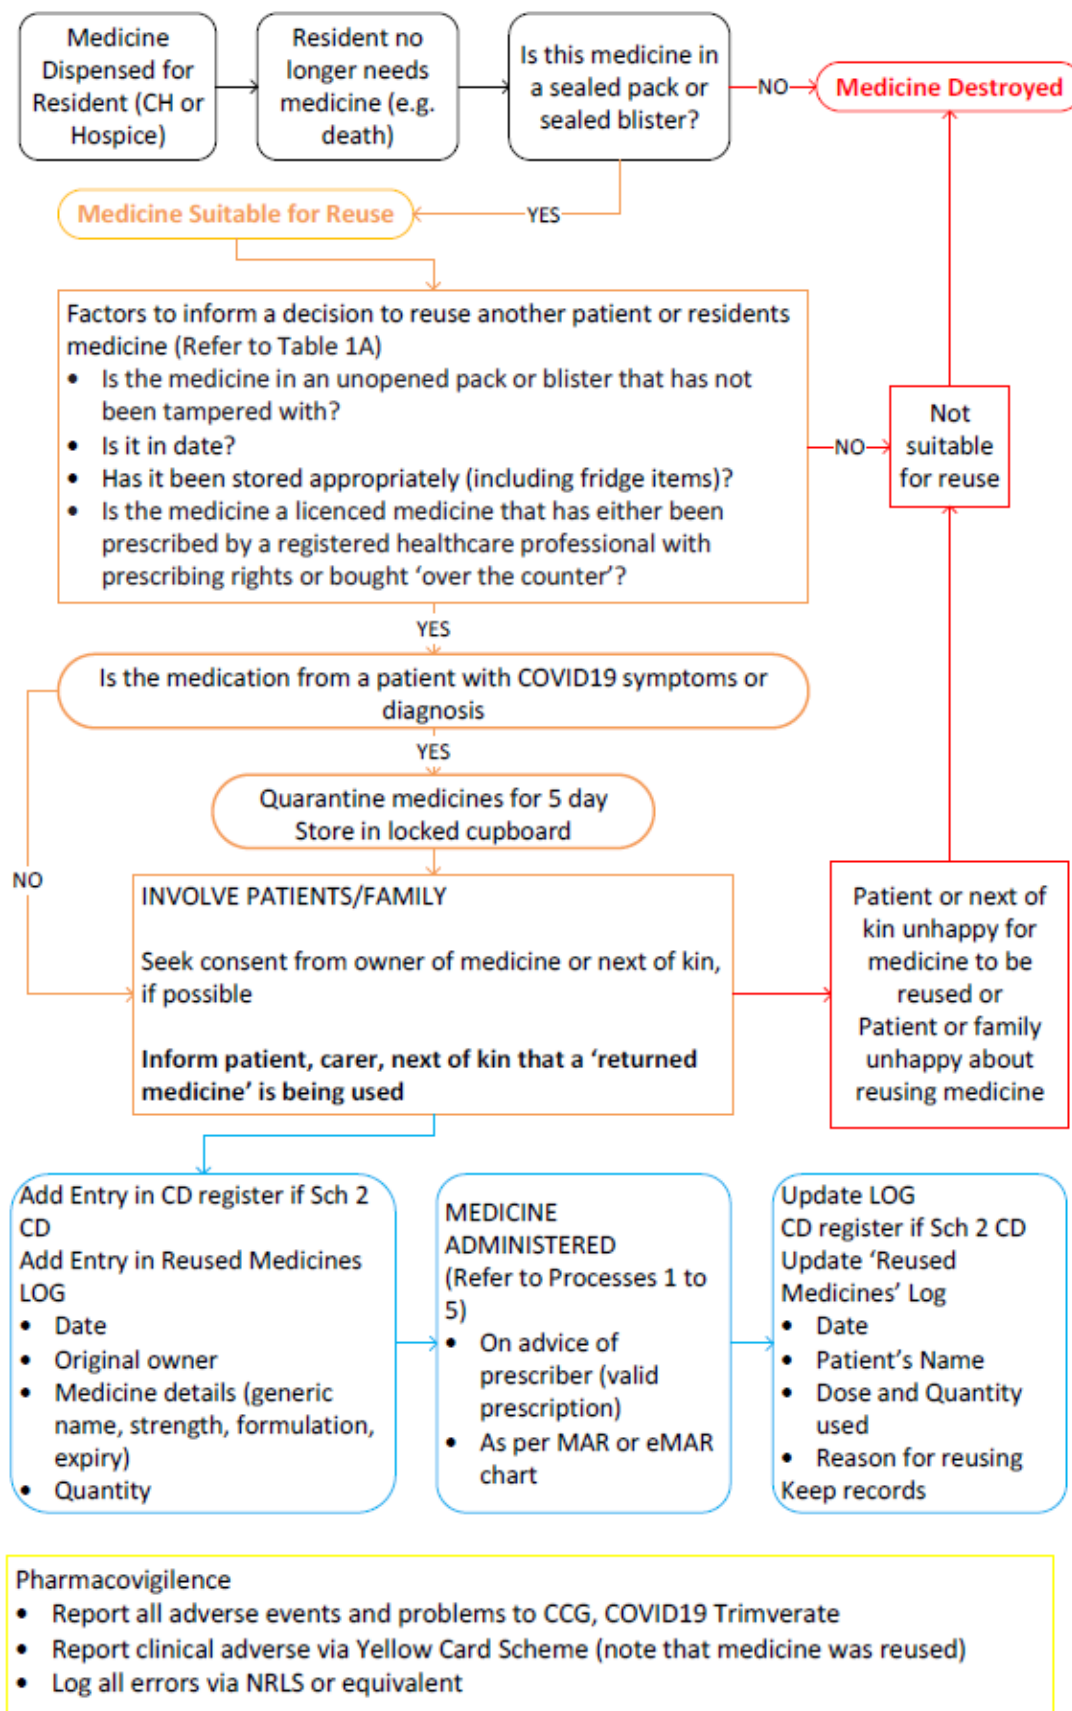 Medicine
Dispensed for
Resident (CH or
Hospice)
Resident no
longer needs
medicine (e.g.
death)
Is this medicine in
a sealed pack or
sealed blister?
NO
Medicine Destroyed
YES
Medicine Suitable for Reuse
Factors to inform a decision to reuse another patient or residents
medicine (Refer to Table 1A)
• Is the medicine in an unopened pack or blister that has not
been tampered with?
• Is it in date?
• Has it been stored appropriately (including fridge items)?
• Is the medicine a licenced medicine that has either been
prescribed by a registered healthcare professional with
prescribing rights or bought ‘over the counter’?
NO
Not
suitable
for reuse
YES
Is the medication from a patient with COVID19 symptoms or
diagnosis
YES
Quarantine medicines for 5 day
Store in locked cupboard
NO
INVOLVE PATIENTS/FAMILY
Seek consent from owner of medicine or next of kin,
if possible
Inform patient, carer, next of kin that a ‘returned
medicine’ is being used
Patient or next of
kin unhappy for
medicine to be
reused or
Patient or family
unhappy about
reusing medicine
Add Entry in CD register if Sch 2
CD
Add Entry in Reused Medicines
LOG
• Date
• Original owner
• Medicine details (generic
name, strength, formulation,
expiry)
• Quantity
MEDICINE
ADMINISTERED
(Refer to Processes 1 to
5)
• On advice of
prescriber (valid
prescription)
• As per MAR or eMAR
chart
Update LOG
CD register if Sch 2 CD
Update ‘Reused
Medicines’ Log
• Date
• Patient’s Name
• Dose and Quantity
used
• Reason for reusing
Keep records
Pharmacovigilence
• Report all adverse events and problems to CCG, COVID19 Trimverate
• Report clinical adverse via Yellow Card Scheme (note that medicine was reused)
• Log all errors via NRLS or equivalent